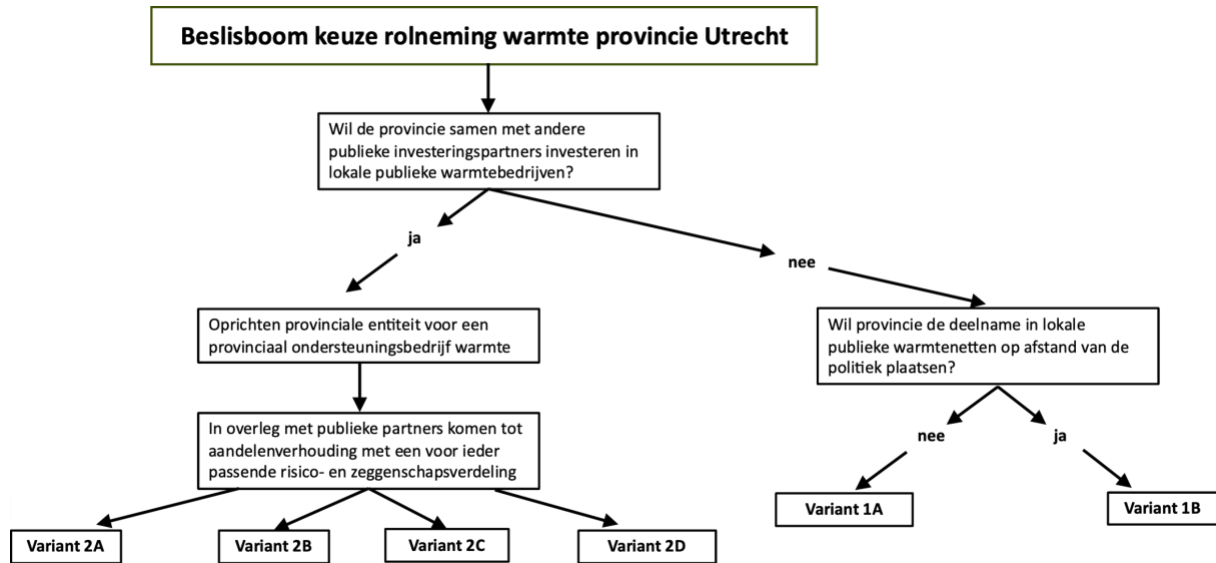 Beslisboom keuze rolneming warmte provincie Utrecht
Wil de provincie samen met andere
publieke investeringspartners investeren in
lokale publieke warmtebedrijven?
ja
nee
Oprichten provinciale entiteit voor een
provinciaal ondersteuningsbedrijf warmte
Wil provincie de deelname in lokale
publieke warmtenetten op afstand van de
politiek plaatsen?
In overleg met publieke partners komen tot
aandelenverhouding met een voor ieder
passende risico- en zeggenschapsverdeling
nee
ja
Variant 1A
Variant 1B
Variant 2A
Variant 2B
Variant 2C
Variant 2D